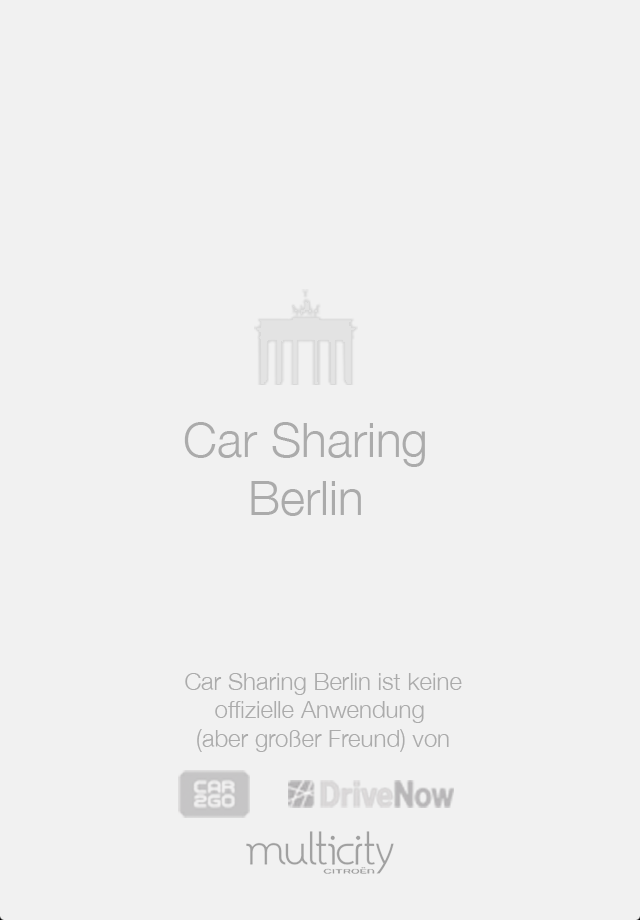 Car Sharing
Berlin
Car Sharing Berlin ist keine
offizielle Anwendung
(aber großer Freund) von
CAR
2GO
DriveNow
multicity
CITROËN